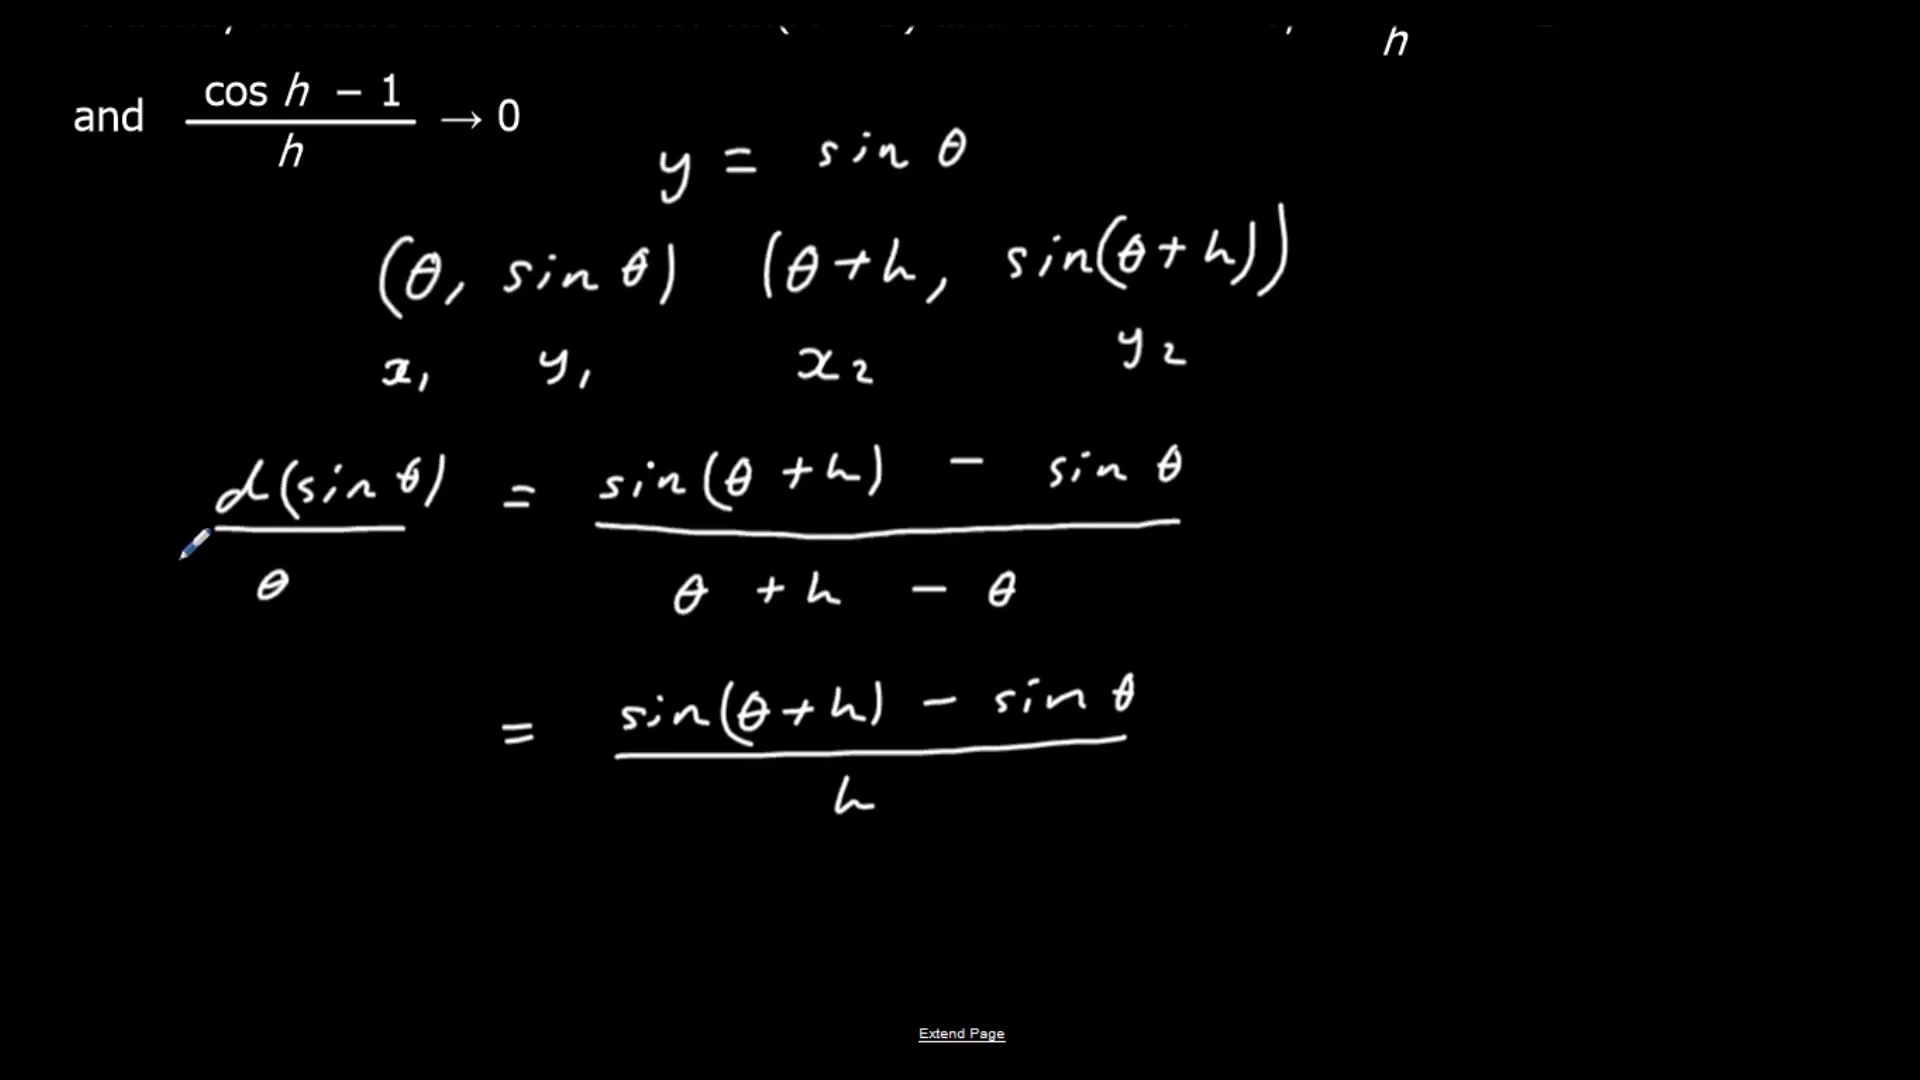 h
and cos h − 1 / h → 0
y = sin θ
(θ, sin θ) (θ+h, sin(θ+h))
x₁ y₁ x₂ y₂
d(sin θ) / θ = sin(θ+h) − sin θ / θ + h − θ
= sin(θ+h) − sin θ / h
Extend Page